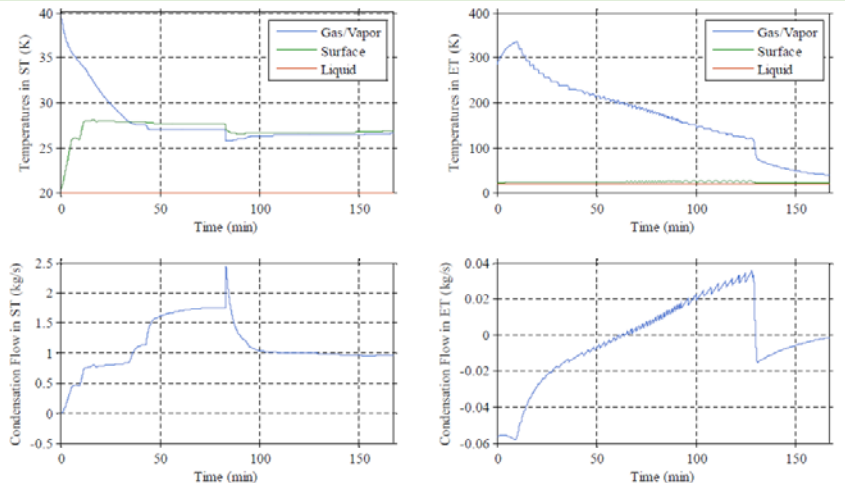 Temperatures in ST (K)
40
35
30
25
20
0
50
100
150
Time (min)
Gas/Vapor
Surface
Liquid
Temperatures in ET (K)
400
300
200
100
0
0
50
100
150
Time (min)
Gas/Vapor
Surface
Liquid
Condensation Flow in ST (kg/s)
2.5
2
1.5
1
0.5
0
-0.5
0
50
100
150
Time (min)
Condensation Flow in ET (kg/s)
0.04
0.02
0
-0.02
-0.04
-0.06
0
50
100
150
Time (min)